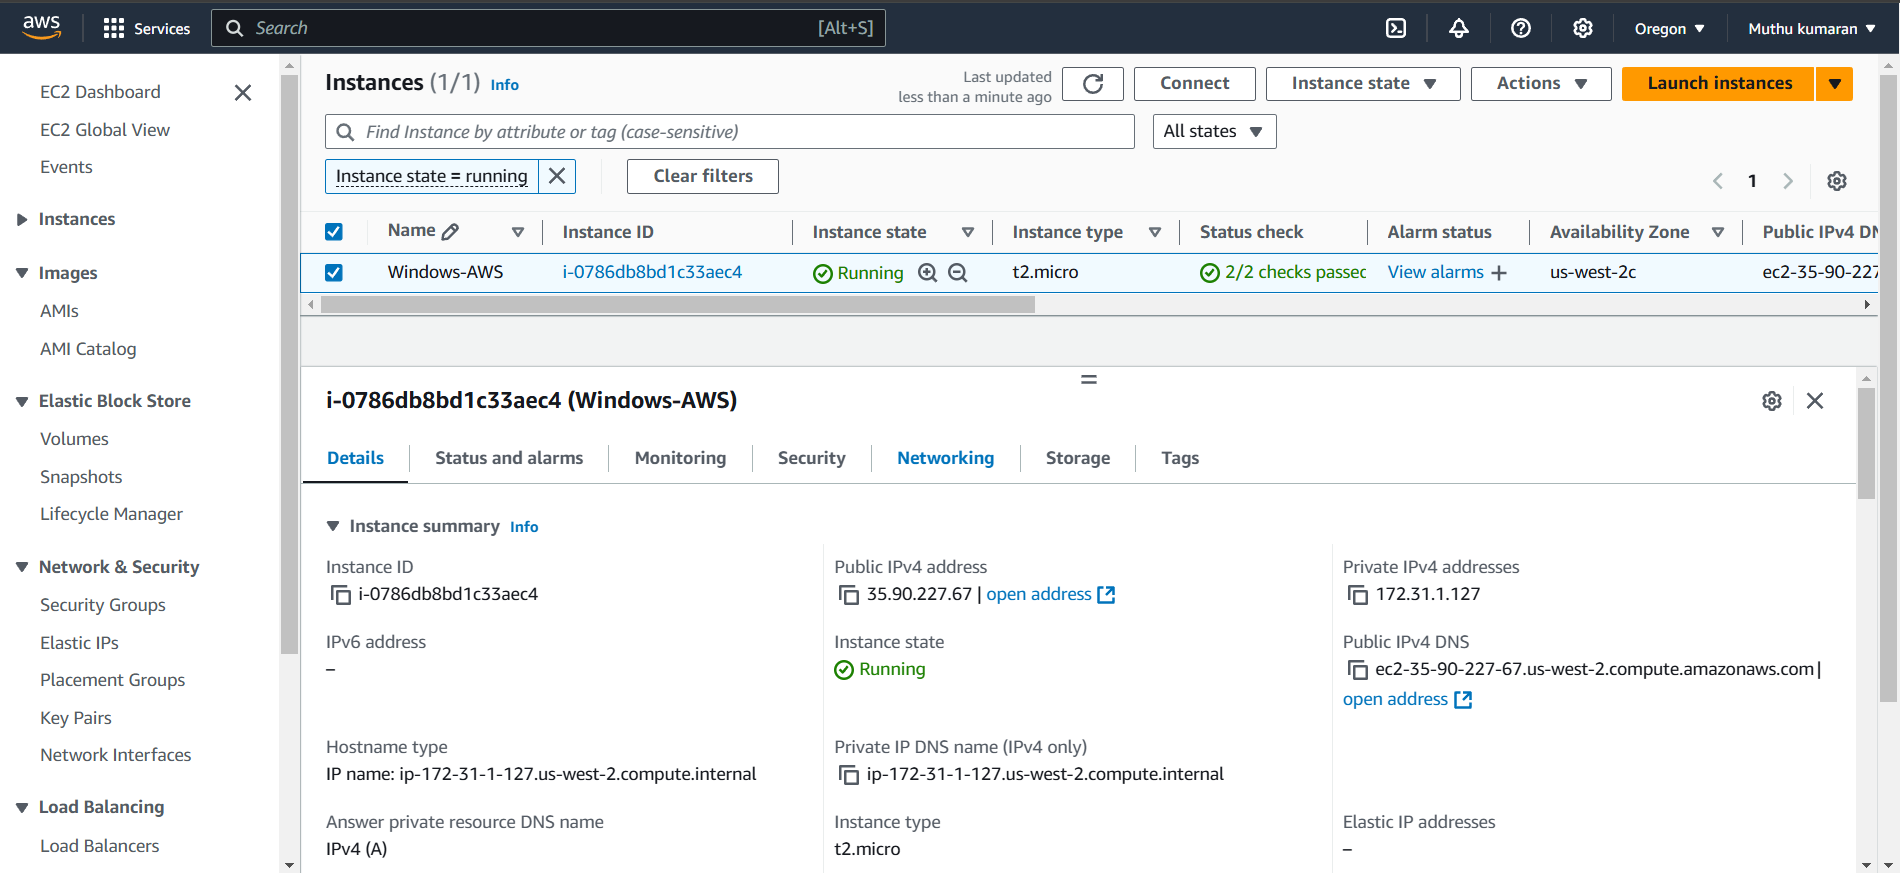 aws
Services
Search
[Alt+S]
Oregon
Muthu kumaran
EC2 Dashboard
EC2 Global View
Events
Instances
Images
AMIs
AMI Catalog
Elastic Block Store
Volumes
Snapshots
Lifecycle Manager
Network & Security
Security Groups
Elastic IPs
Placement Groups
Key Pairs
Network Interfaces
Load Balancing
Load Balancers
Instances (1/1) Info
Last updated
less than a minute ago
Connect
Instance state
Actions
Launch instances
Find Instance by attribute or tag (case-sensitive)
All states
Instance state = running
Clear filters
1
Name
Instance ID
Instance state
Instance type
Status check
Alarm status
Availability Zone
Public IPv4 DN
Windows-AWS
i-0786db8bd1c33aec4
Running
t2.micro
2/2 checks passec
View alarms
us-west-2c
ec2-35-90-227
i-0786db8bd1c33aec4 (Windows-AWS)
Details
Status and alarms
Monitoring
Security
Networking
Storage
Tags
Instance summary Info
Instance ID
i-0786db8bd1c33aec4
Public IPv4 address
35.90.227.67 | open address
Private IPv4 addresses
172.31.1.127
IPv6 address
–
Instance state
Running
Public IPv4 DNS
ec2-35-90-227-67.us-west-2.compute.amazonaws.com |
open address
Hostname type
IP name: ip-172-31-1-127.us-west-2.compute.internal
Private IP DNS name (IPv4 only)
ip-172-31-1-127.us-west-2.compute.internal
Answer private resource DNS name
IPv4 (A)
Instance type
t2.micro
Elastic IP addresses
–